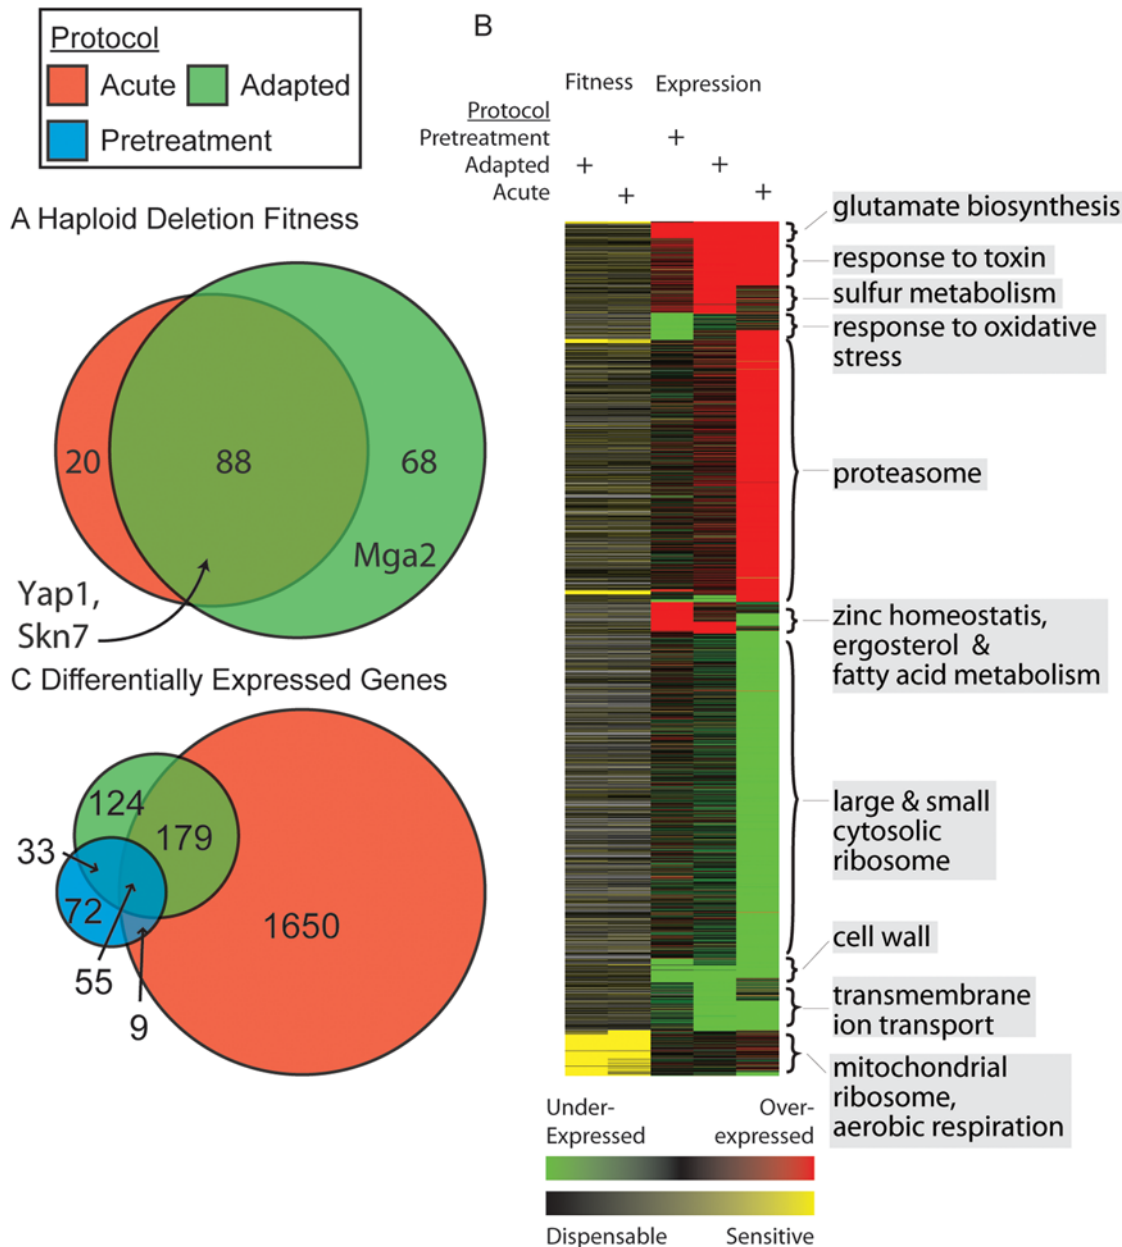 Protocol
Acute
Adapted
Pretreatment
A Haploid Deletion Fitness
20
88
68
Mga2
Yap1,
Skn7
C Differentially Expressed Genes
124
179
33
72
1650
55
9
B
Fitness
Expression
Protocol
Pretreatment +
Adapted + +
Acute + +
glutamate biosynthesis
response to toxin
sulfur metabolism
response to oxidative
stress
proteasome
zinc homeostatis,
ergosterol &
fatty acid metabolism
large & small
cytosolic
ribosome
cell wall
transmembrane
ion transport
mitochondrial
ribosome,
aerobic respiration
Under-
Expressed
Over-
expressed
Dispensable
Sensitive